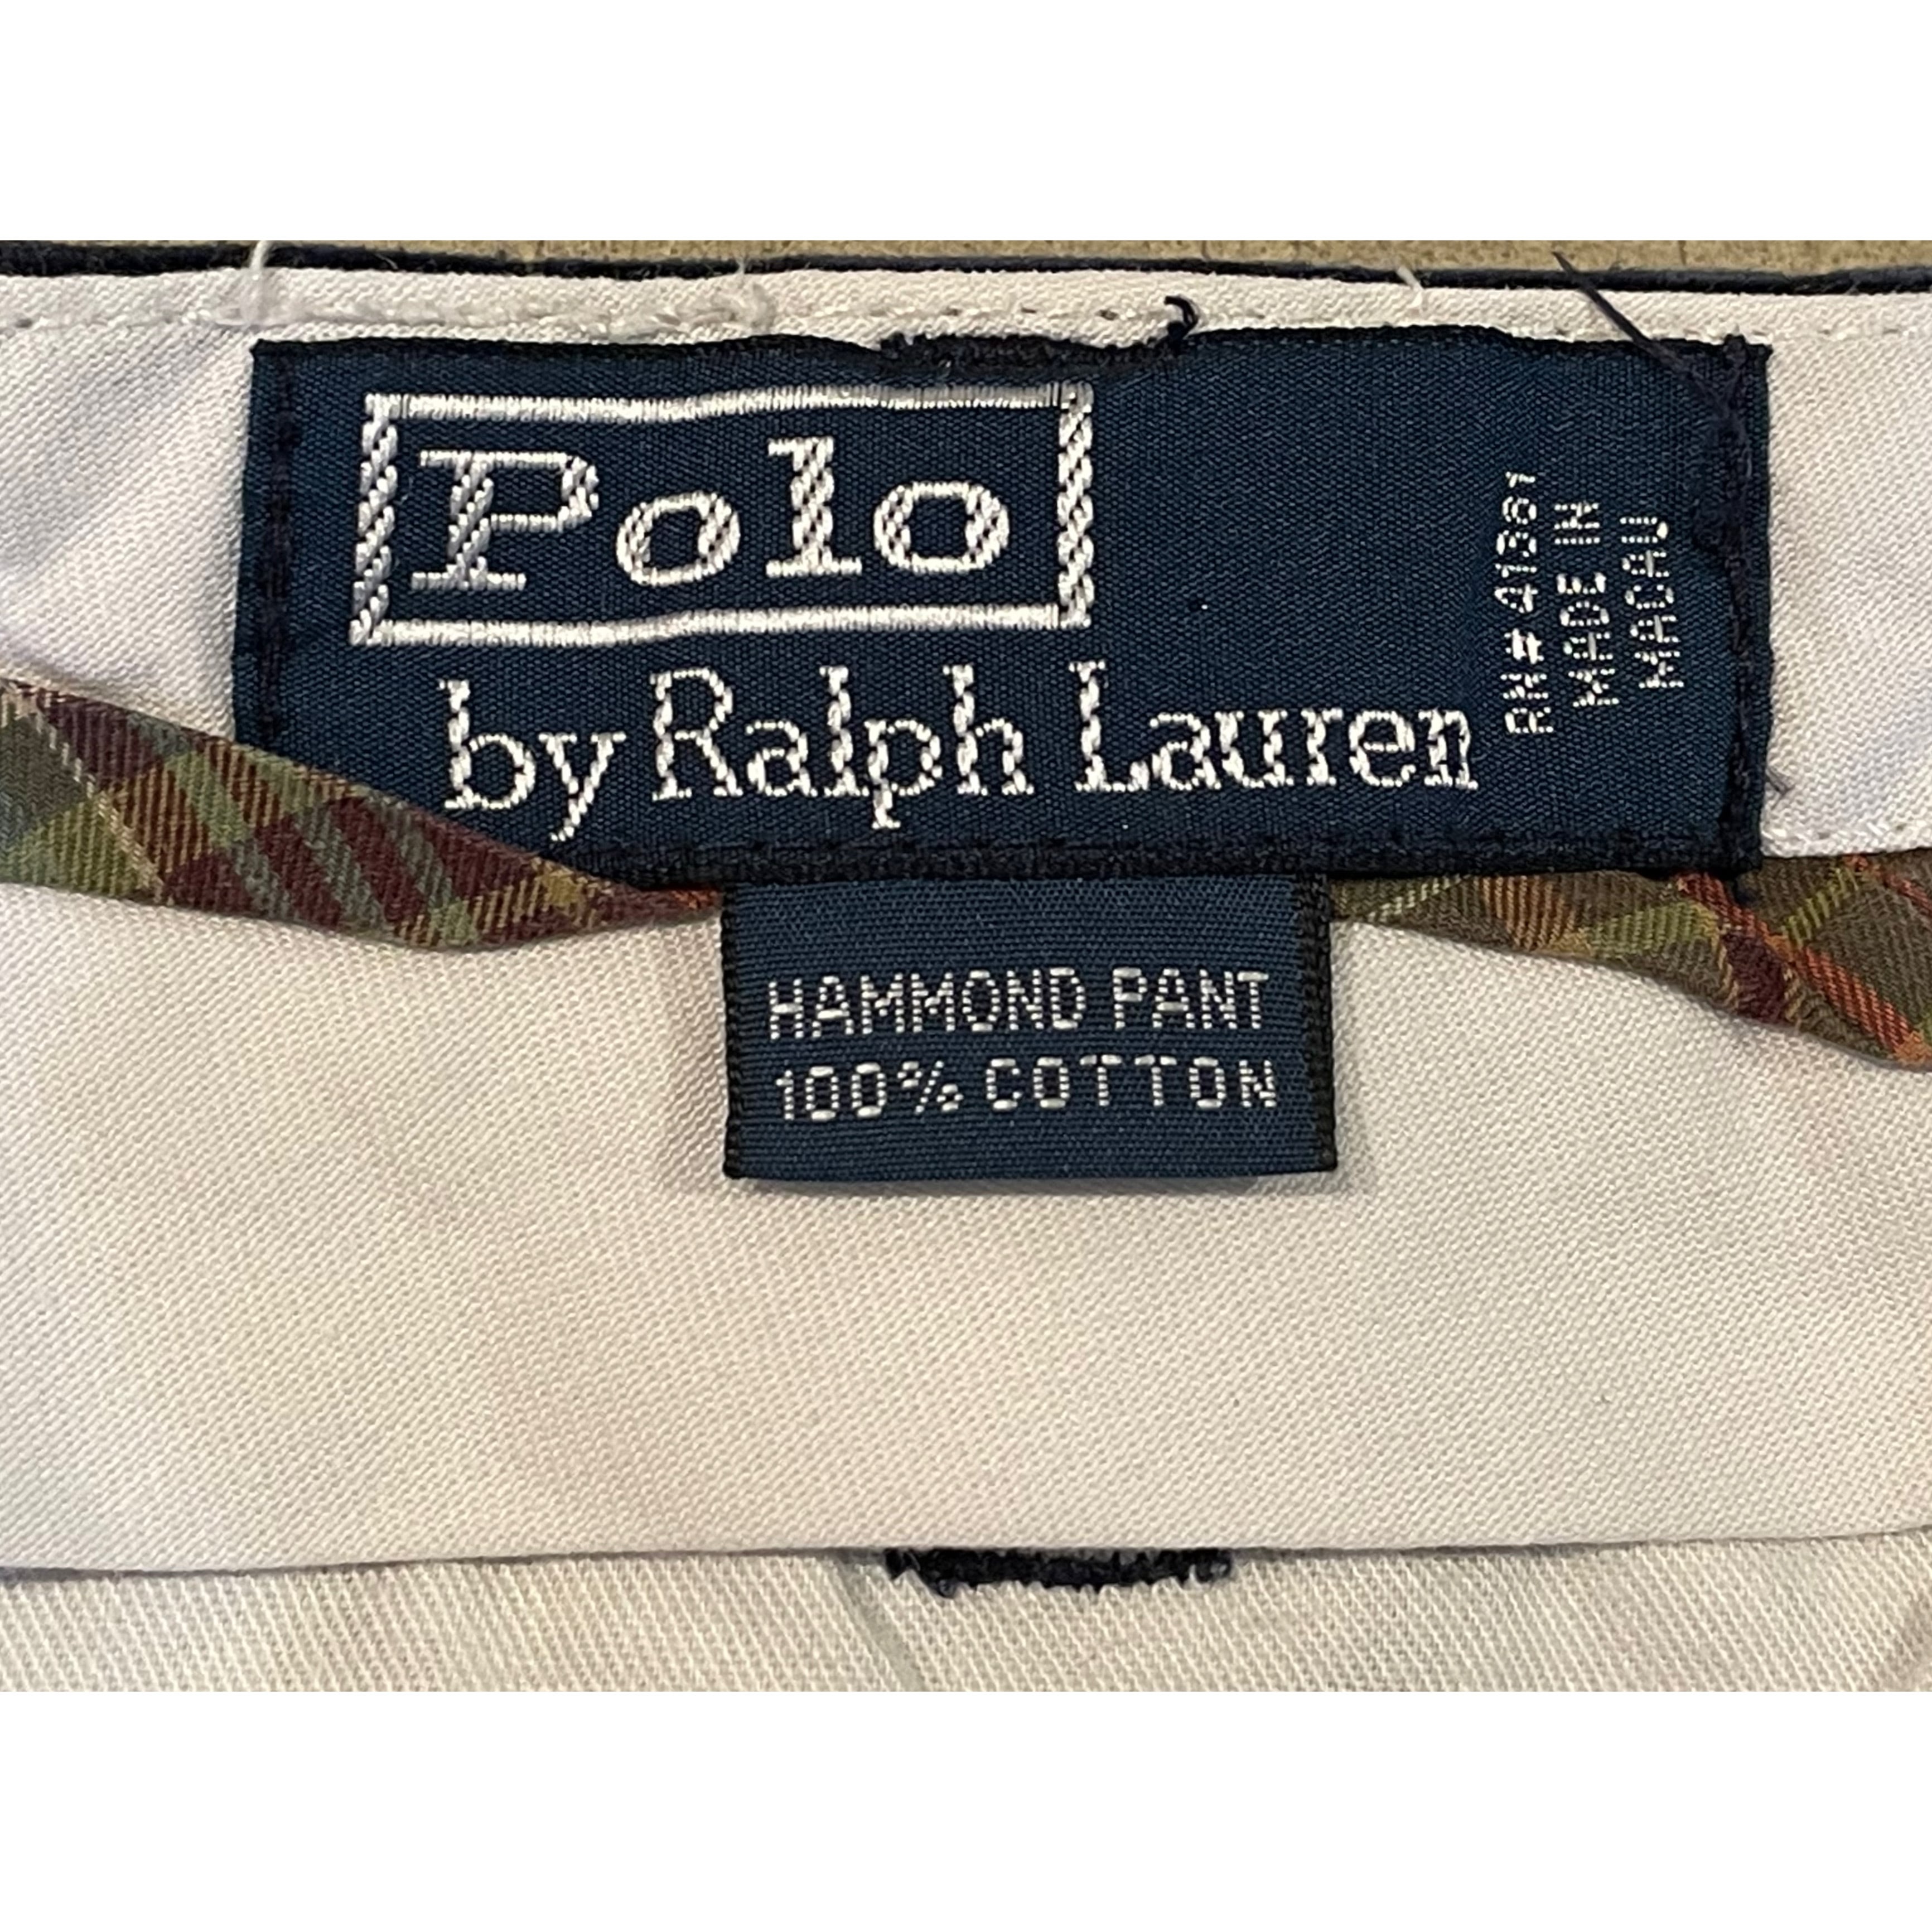 Polo
by Ralph Lauren
RN# 41381
MADE IN
MACAU
HAMMOND PANT
100% COTTON